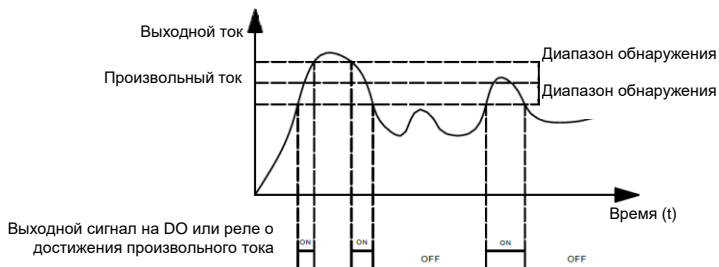 Выходной ток
Диапазон обнаружения
Произвольный ток
Диапазон обнаружения
Время (t)
Выходной сигнал на DO или реле о
достижения произвольного тока
ON
ON
OFF
ON
OFF